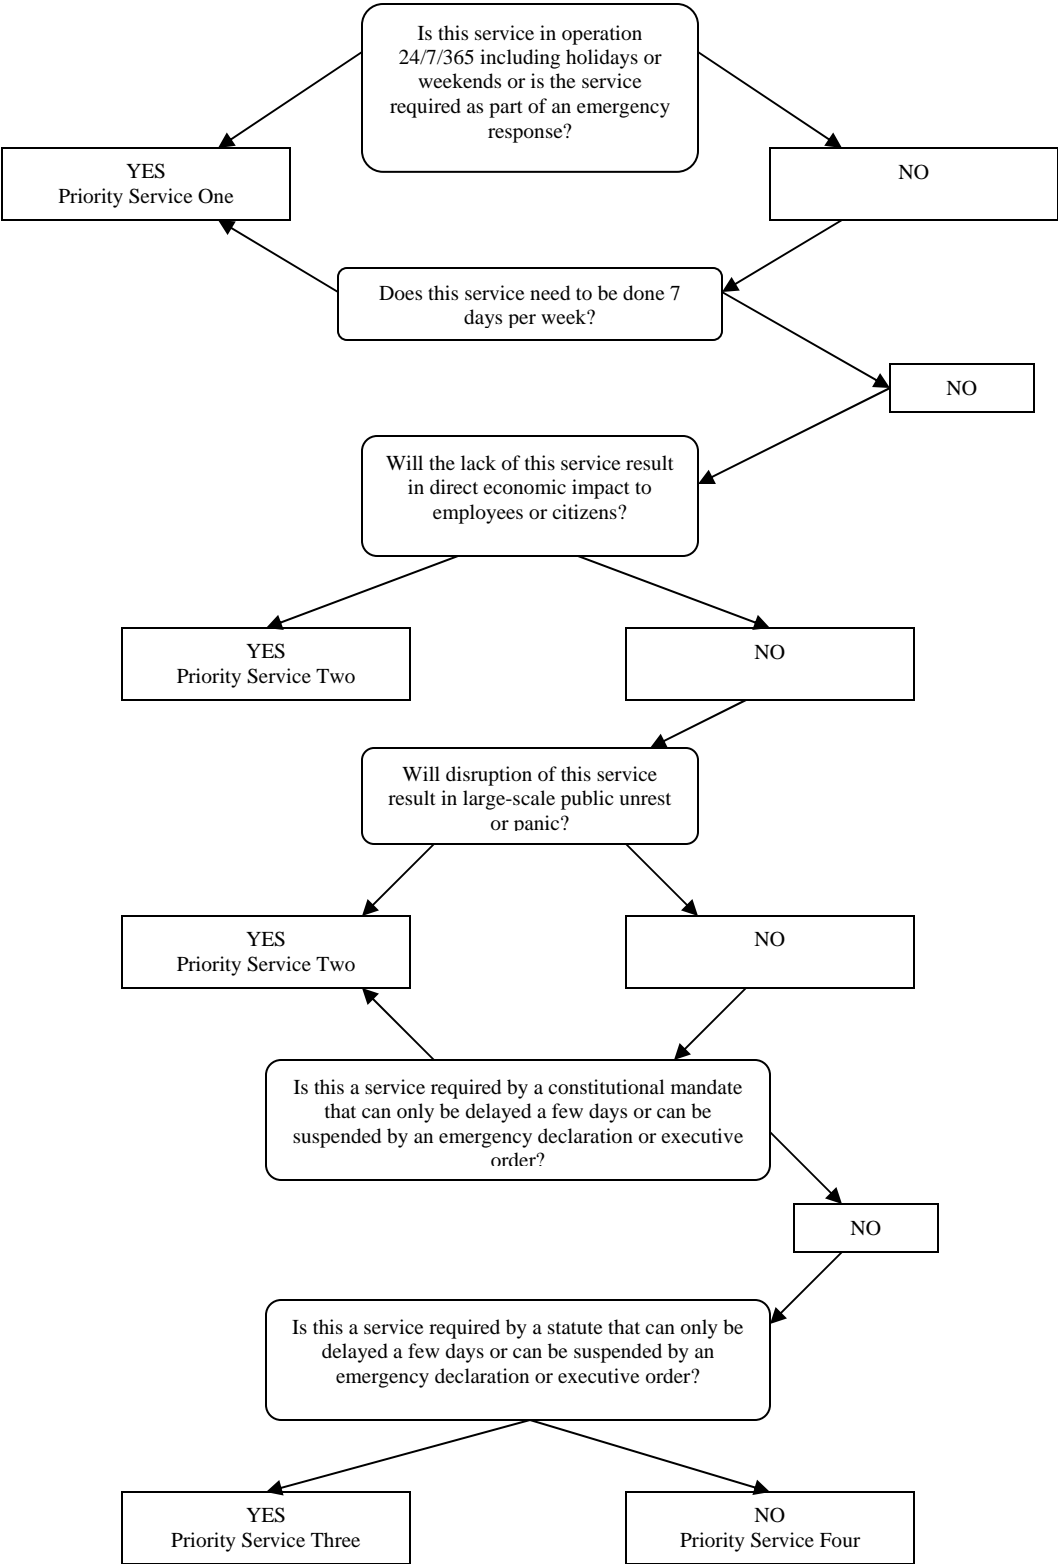 Is this service in operation
24/7/365 including holidays or
weekends or is the service
required as part of an emergency
response?
YES
Priority Service One
NO
Does this service need to be done 7
days per week?
NO
Will the lack of this service result
in direct economic impact to
employees or citizens?
YES
Priority Service Two
NO
Will disruption of this service
result in large-scale public unrest
or panic?
YES
Priority Service Two
NO
Is this a service required by a constitutional mandate
that can only be delayed a few days or can be
suspended by an emergency declaration or executive
order?
NO
Is this a service required by a statute that can only be
delayed a few days or can be suspended by an
emergency declaration or executive order?
YES
Priority Service Three
NO
Priority Service Four